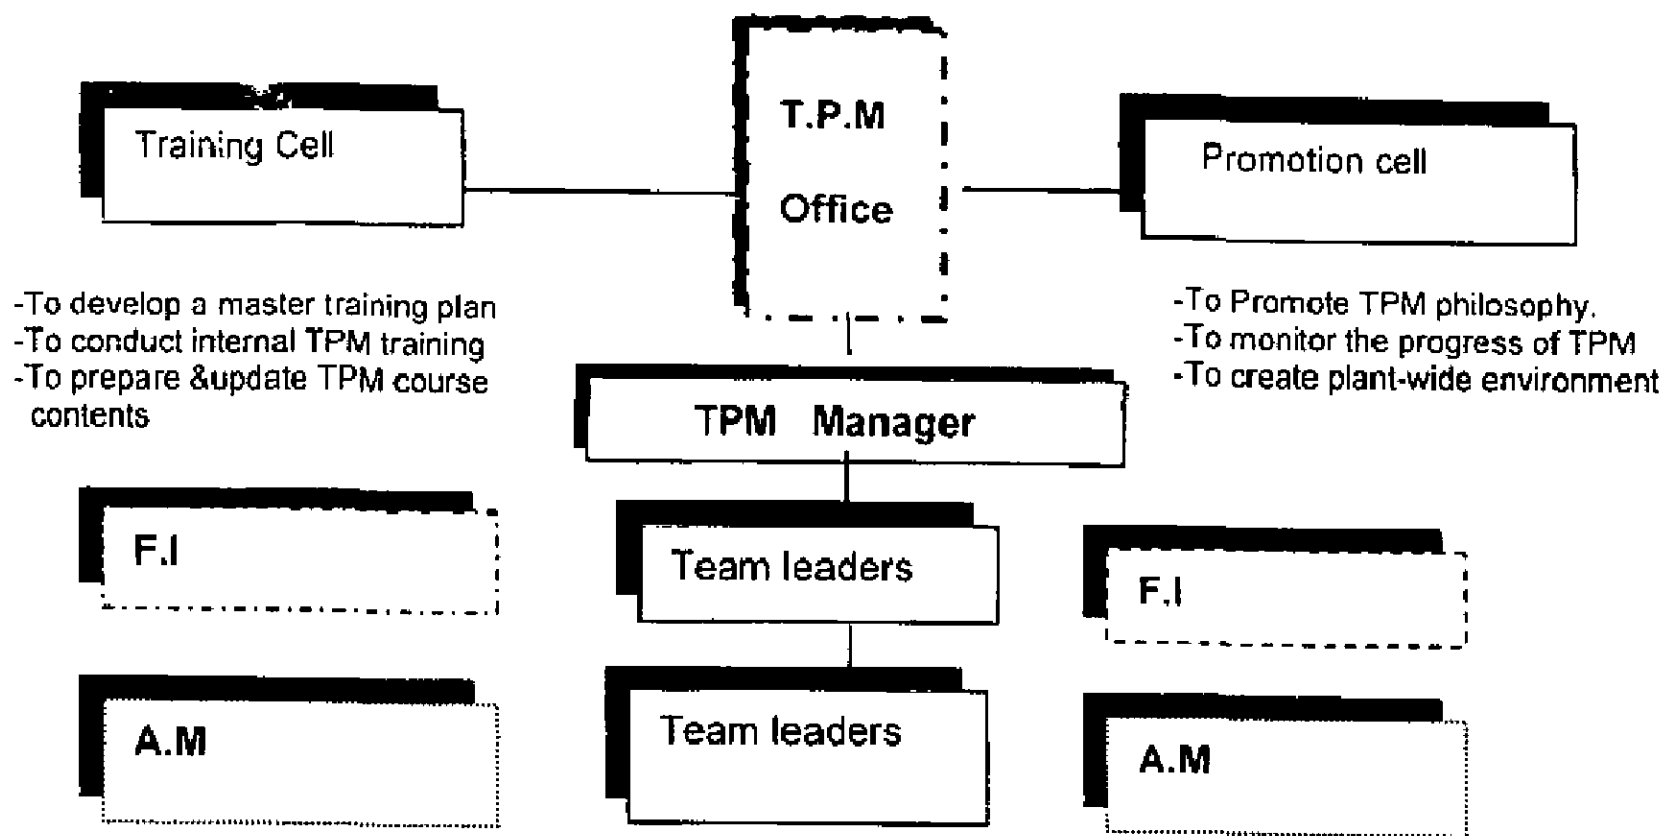 T.P.M
Office
Training Cell
Promotion cell
-To develop a master training plan
-To conduct internal TPM training
-To prepare &update TPM course
contents
-To Promote TPM philosophy.
-To monitor the progress of TPM
-To create plant-wide environment
TPM Manager
F.I
Team leaders
F.I
A.M
Team leaders
A.M